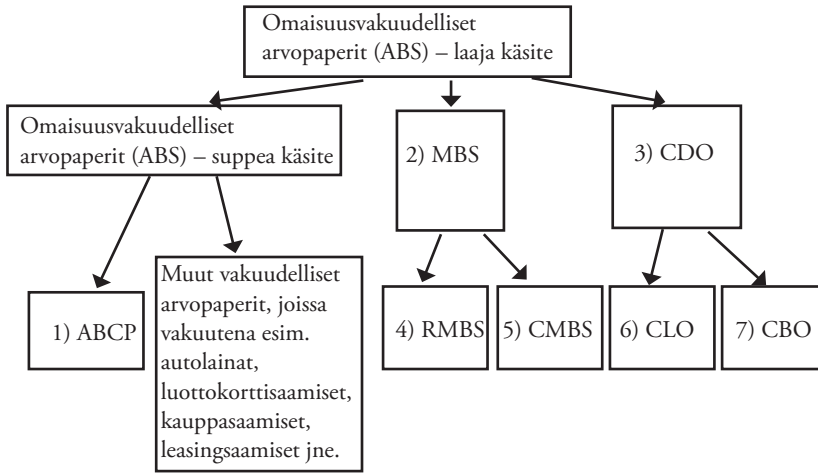 Omaisuusvakuudelliset
arvopaperit (ABS) – laaja käsite
Omaisuusvakuudelliset
arvopaperit (ABS) – suppea käsite
2) MBS
3) CDO
1) ABCP
Muut vakuudelliset
arvopaperit, joissa
vakuutena esim.
autolainat,
luottokorttisaamiset,
kauppasaamiset,
leasingsaamiset jne.
4) RMBS
5) CMBS
6) CLO
7) CBO